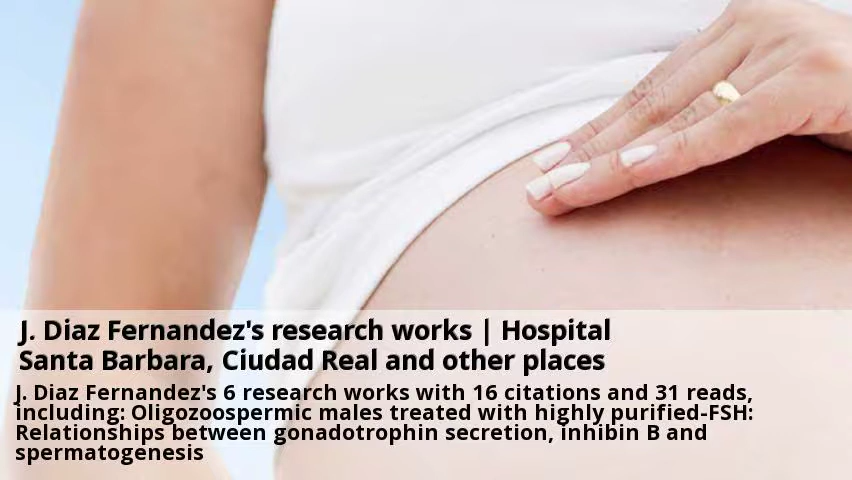 J. Diaz Fernandez's research works | Hospital
Santa Barbara, Ciudad Real and other places
J. Diaz Fernandez's 6 research works with 16 citations and 31 reads,
including: Oligozoospermic males treated with highly purified-FSH:
Relationships between gonadotrophin secretion, inhibin B and
spermatogenesis